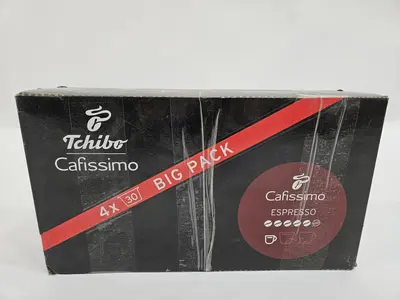 Tchibo
Cafissimo
4x 30 BIG PACK
Cafissimo
ESPRESSO